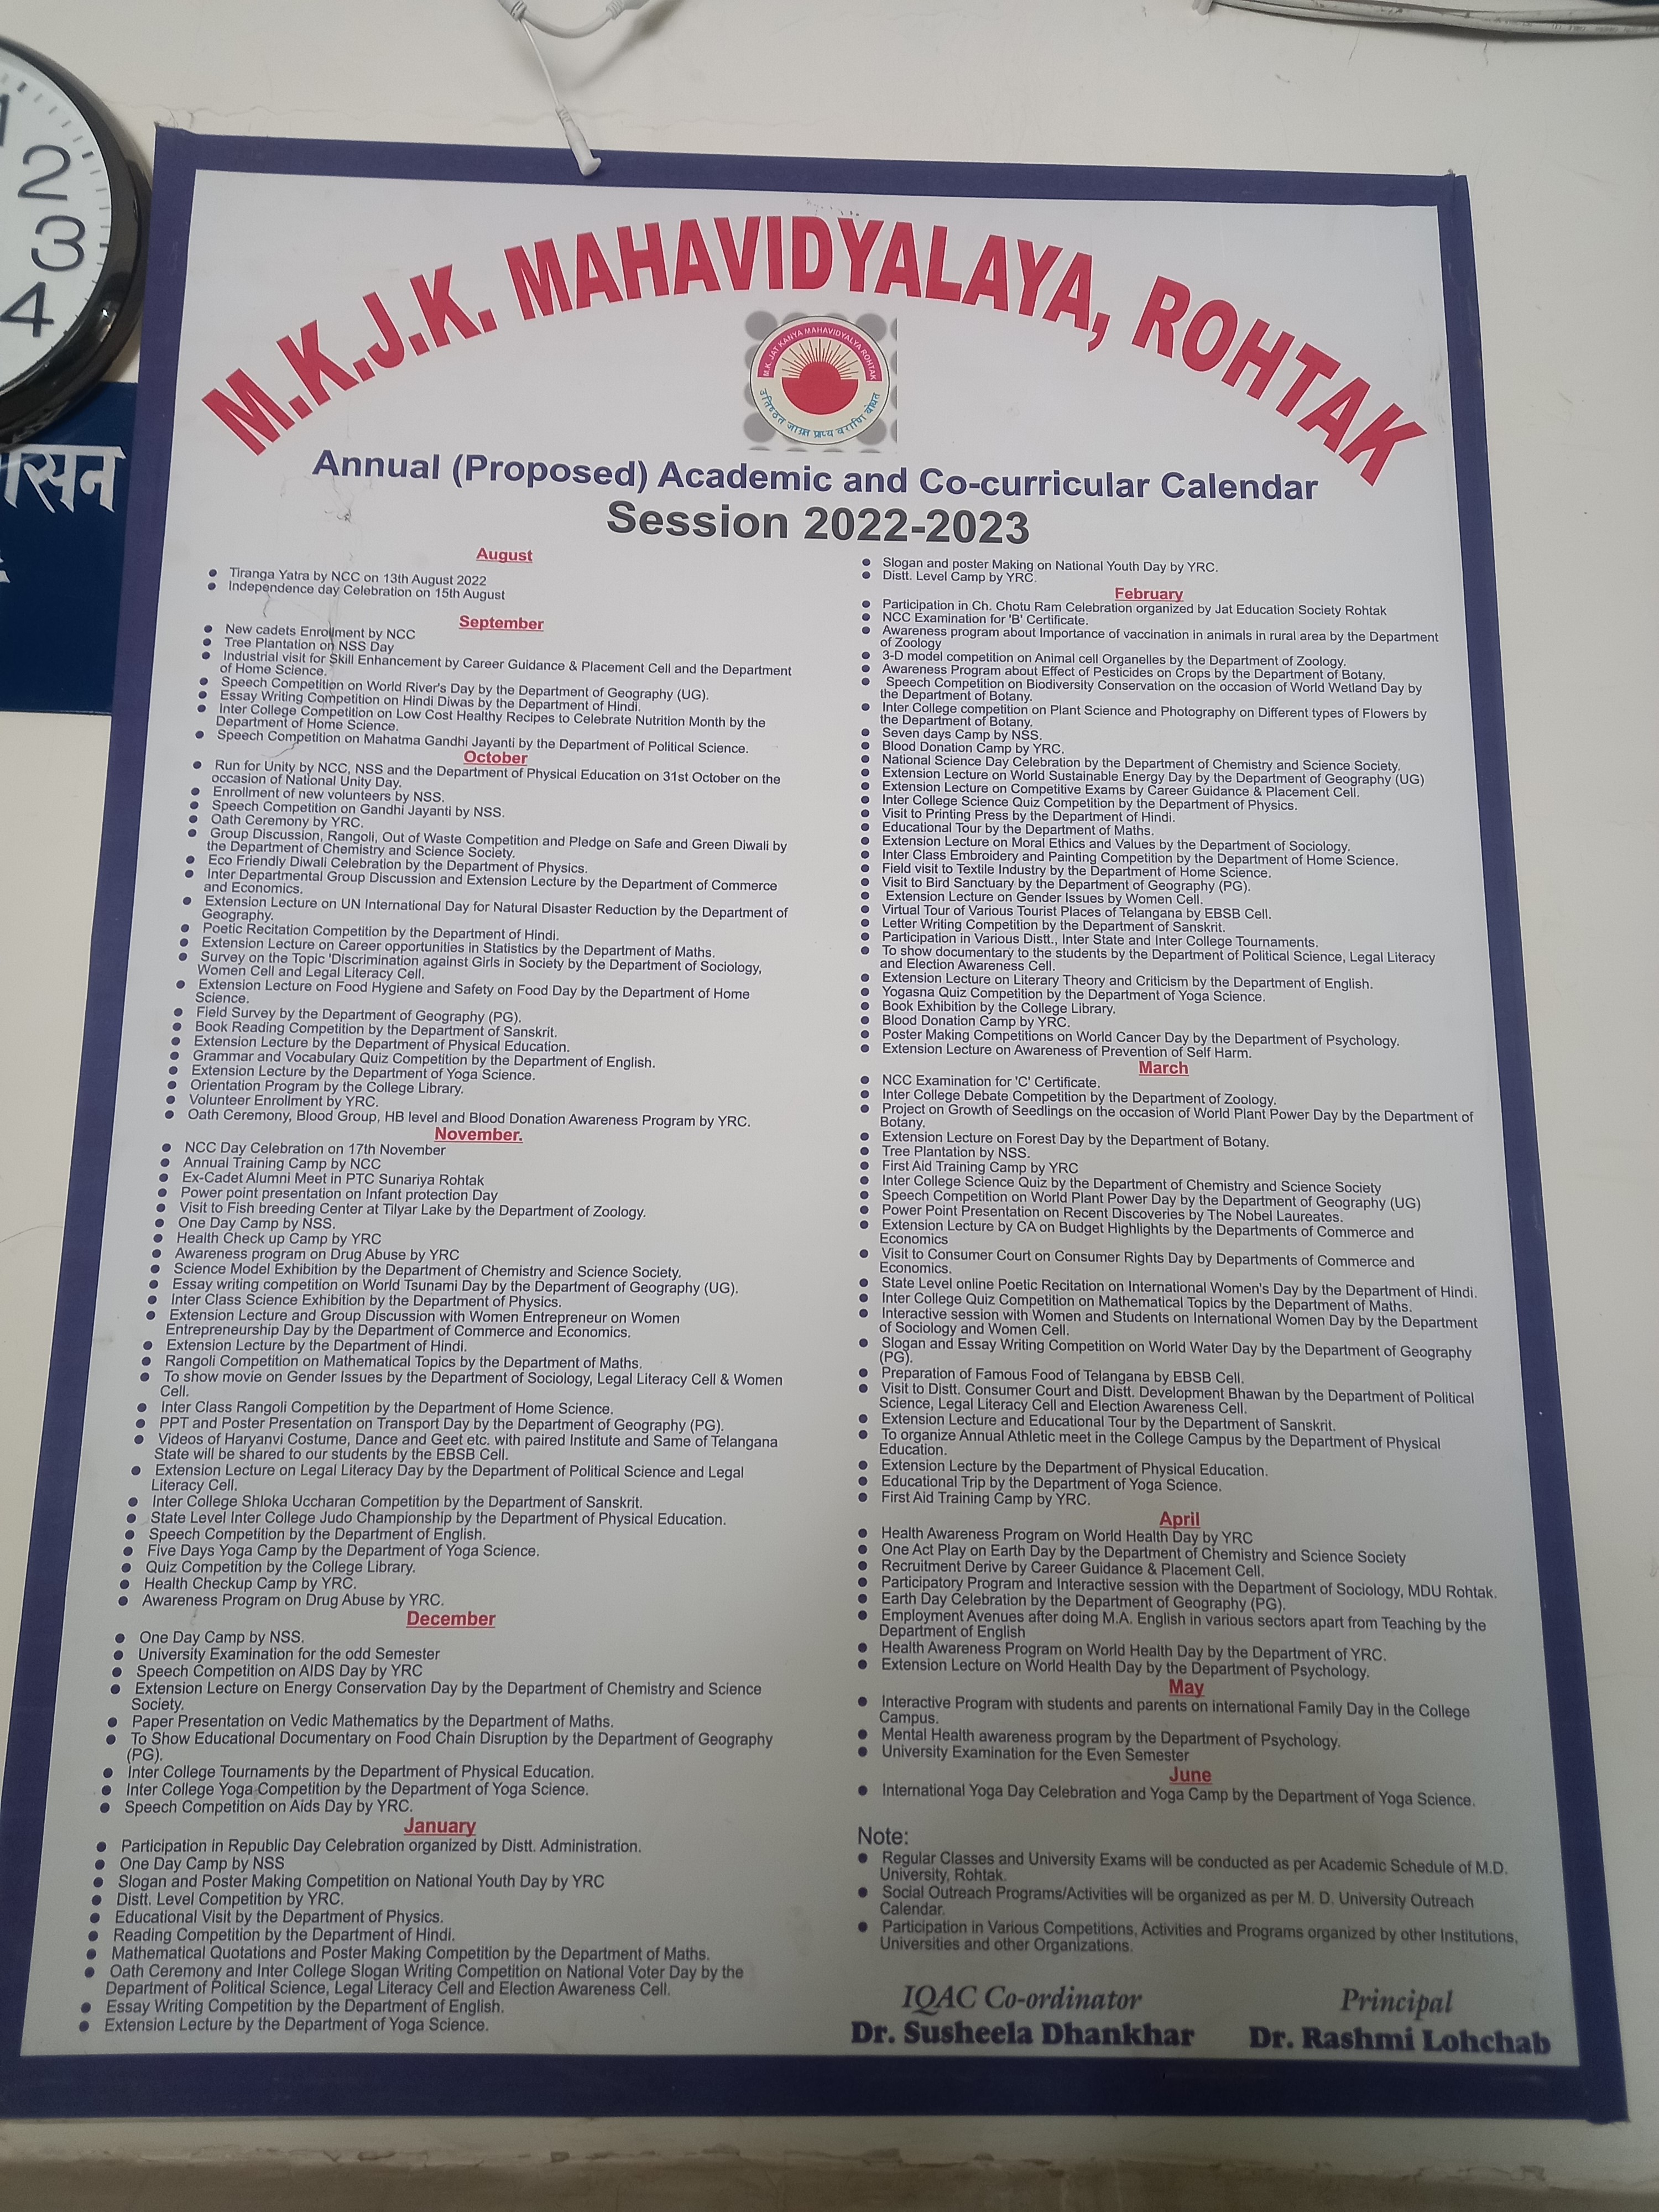 2
3
4
M.K.J.K. MAHAVIDYALAYA, ROHTAK
M.K. JAT KANYA MAHAVIDYALYA ROHTAK
उत्तिष्ठत जाग्रत प्राप्य वरान्नि बोधत
Annual (Proposed) Academic and Co-curricular Calendar
Session 2022-2023
August
● Tiranga Yatra by NCC on 13th August 2022
● Independence day Celebration on 15th August
September
● New cadets Enrollment by NCC
● Tree Plantation on NSS Day
● Industrial visit for Skill Enhancement by Career Guidance & Placement Cell and the Department
of Home Science.
● Speech Competition on World River's Day by the Department of Geography (UG).
● Essay Writing Competition on Hindi Diwas by the Department of Hindi.
● Inter College Competition on Low Cost Healthy Recipes to Celebrate Nutrition Month by the
Department of Home Science.
● Speech Competition on Mahatma Gandhi Jayanti by the Department of Political Science.
October
● Run for Unity by NCC, NSS and the Department of Physical Education on 31st October on the
occasion of National Unity Day.
● Enrollment of new volunteers by NSS.
● Speech Competition on Gandhi Jayanti by NSS.
● Oath Ceremony by YRC.
● Group Discussion, Rangoli, Out of Waste Competition and Pledge on Safe and Green Diwali by
the Department of Chemistry and Science Society.
● Eco Friendly Diwali Celebration by the Department of Physics.
● Inter Departmental Group Discussion and Extension Lecture by the Department of Commerce
and Economics.
● Extension Lecture on UN International Day for Natural Disaster Reduction by the Department of
Geography.
● Poetic Recitation Competition by the Department of Hindi.
● Extension Lecture on Career opportunities in Statistics by the Department of Maths.
● Survey on the Topic 'Discrimination against Girls in Society by the Department of Sociology,
Women Cell and Legal Literacy Cell.
● Extension Lecture on Food Hygiene and Safety on Food Day by the Department of Home
Science.
● Field Survey by the Department of Geography (PG).
● Book Reading Competition by the Department of Sanskrit.
● Extension Lecture by the Department of Physical Education.
● Grammar and Vocabulary Quiz Competition by the Department of English.
● Extension Lecture by the Department of Yoga Science.
● Orientation Program by the College Library.
● Volunteer Enrollment by YRC.
● Oath Ceremony, Blood Group, HB level and Blood Donation Awareness Program by YRC.
November.
● NCC Day Celebration on 17th November
● Annual Training Camp by NCC
● Ex-Cadet Alumni Meet in PTC Sunariya Rohtak
● Power point presentation on Infant protection Day
● Visit to Fish breeding Center at Tilyar Lake by the Department of Zoology.
● One Day Camp by NSS.
● Health Check up Camp by YRC
● Awareness program on Drug Abuse by YRC
● Science Model Exhibition by the Department of Chemistry and Science Society.
● Essay writing competition on World Tsunami Day by the Department of Geography (UG).
● Inter Class Science Exhibition by the Department of Physics.
● Extension Lecture and Group Discussion with Women Entrepreneur on Women
Entrepreneurship Day by the Department of Commerce and Economics.
● Extension Lecture by the Department of Hindi.
● Rangoli Competition on Mathematical Topics by the Department of Maths.
● To show movie on Gender Issues by the Department of Sociology, Legal Literacy Cell & Women
Cell.
● Inter Class Rangoli Competition by the Department of Home Science.
● PPT and Poster Presentation on Transport Day by the Department of Geography (PG).
● Videos of Haryanvi Costume, Dance and Geet etc. with paired Institute and Same of Telangana
State will be shared to our students by the EBSB Cell.
● Extension Lecture on Legal Literacy Day by the Department of Political Science and Legal
Literacy Cell.
● Inter College Shloka Uccharan Competition by the Department of Sanskrit.
● State Level Inter College Judo Championship by the Department of Physical Education.
● Speech Competition by the Department of English.
● Five Days Yoga Camp by the Department of Yoga Science.
● Quiz Competition by the College Library.
● Health Checkup Camp by YRC.
● Awareness Program on Drug Abuse by YRC.
December
● One Day Camp by NSS.
● University Examination for the odd Semester
● Speech Competition on AIDS Day by YRC
● Extension Lecture on Energy Conservation Day by the Department of Chemistry and Science
Society.
● Paper Presentation on Vedic Mathematics by the Department of Maths.
● To Show Educational Documentary on Food Chain Disruption by the Department of Geography
(PG).
● Inter College Tournaments by the Department of Physical Education.
● Inter College Yoga Competition by the Department of Yoga Science.
● Speech Competition on Aids Day by YRC.
January
● Participation in Republic Day Celebration organized by Distt. Administration.
● One Day Camp by NSS
● Slogan and Poster Making Competition on National Youth Day by YRC
● Distt. Level Competition by YRC.
● Educational Visit by the Department of Physics.
● Reading Competition by the Department of Hindi.
● Mathematical Quotations and Poster Making Competition by the Department of Maths.
● Oath Ceremony and Inter College Slogan Writing Competition on National Voter Day by the
Department of Political Science, Legal Literacy Cell and Election Awareness Cell.
● Essay Writing Competition by the Department of English.
● Extension Lecture by the Department of Yoga Science.
● Slogan and poster Making on National Youth Day by YRC.
● Distt. Level Camp by YRC.
February
● Participation in Ch. Chotu Ram Celebration organized by Jat Education Society Rohtak
● NCC Examination for 'B' Certificate.
● Awareness program about Importance of vaccination in animals in rural area by the Department
of Zoology
● 3-D model competition on Animal cell Organelles by the Department of Zoology.
● Awareness Program about Effect of Pesticides on Crops by the Department of Botany.
● Speech Competition on Biodiversity Conservation on the occasion of World Wetland Day by
the Department of Botany.
● Inter College competition on Plant Science and Photography on Different types of Flowers by
the Department of Botany.
● Seven days Camp by NSS.
● Blood Donation Camp by YRC.
● National Science Day Celebration by the Department of Chemistry and Science Society.
● Extension Lecture on World Sustainable Energy Day by the Department of Geography (UG)
● Extension Lecture on Competitive Exams by Career Guidance & Placement Cell.
● Inter College Science Quiz Competition by the Department of Physics.
● Visit to Printing Press by the Department of Hindi.
● Educational Tour by the Department of Maths.
● Extension Lecture on Moral Ethics and Values by the Department of Sociology.
● Inter Class Embroidery and Painting Competition by the Department of Home Science.
● Field visit to Textile Industry by the Department of Home Science.
● Visit to Bird Sanctuary by the Department of Geography (PG).
● Extension Lecture on Gender Issues by Women Cell.
● Virtual Tour of Various Tourist Places of Telangana by EBSB Cell.
● Letter Writing Competition by the Department of Sanskrit.
● Participation in Various Distt., Inter State and Inter College Tournaments.
● To show documentary to the students by the Department of Political Science, Legal Literacy
and Election Awareness Cell.
● Extension Lecture on Literary Theory and Criticism by the Department of English.
● Yogasna Quiz Competition by the Department of Yoga Science.
● Book Exhibition by the College Library.
● Blood Donation Camp by YRC.
● Poster Making Competitions on World Cancer Day by the Department of Psychology.
● Extension Lecture on Awareness of Prevention of Self Harm.
March
● NCC Examination for 'C' Certificate.
● Inter College Debate Competition by the Department of Zoology.
● Project on Growth of Seedlings on the occasion of World Plant Power Day by the Department of
Botany.
● Extension Lecture on Forest Day by the Department of Botany.
● Tree Plantation by NSS.
● First Aid Training Camp by YRC
● Inter College Science Quiz by the Department of Chemistry and Science Society
● Speech Competition on World Plant Power Day by the Department of Geography (UG)
● Power Point Presentation on Recent Discoveries by The Nobel Laureates.
● Extension Lecture by CA on Budget Highlights by the Departments of Commerce and
Economics
● Visit to Consumer Court on Consumer Rights Day by Departments of Commerce and
Economics.
● State Level online Poetic Recitation on International Women's Day by the Department of Hindi.
● Inter College Quiz Competition on Mathematical Topics by the Department of Maths.
● Interactive session with Women and Students on International Women Day by the Department
of Sociology and Women Cell.
● Slogan and Essay Writing Competition on World Water Day by the Department of Geography
(PG).
● Preparation of Famous Food of Telangana by EBSB Cell.
● Visit to Distt. Consumer Court and Distt. Development Bhawan by the Department of Political
Science, Legal Literacy Cell and Election Awareness Cell.
● Extension Lecture and Educational Tour by the Department of Sanskrit.
● To organize Annual Athletic meet in the College Campus by the Department of Physical
Education.
● Extension Lecture by the Department of Physical Education.
● Educational Trip by the Department of Yoga Science.
● First Aid Training Camp by YRC.
April
● Health Awareness Program on World Health Day by YRC
● One Act Play on Earth Day by the Department of Chemistry and Science Society
● Recruitment Derive by Career Guidance & Placement Cell.
● Participatory Program and Interactive session with the Department of Sociology, MDU Rohtak.
● Earth Day Celebration by the Department of Geography (PG).
● Employment Avenues after doing M.A. English in various sectors apart from Teaching by the
Department of English
● Health Awareness Program on World Health Day by the Department of YRC.
● Extension Lecture on World Health Day by the Department of Psychology.
May
● Interactive Program with students and parents on international Family Day in the College
Campus.
● Mental Health awareness program by the Department of Psychology.
● University Examination for the Even Semester
June
● International Yoga Day Celebration and Yoga Camp by the Department of Yoga Science.
Note:
● Regular Classes and University Exams will be conducted as per Academic Schedule of M.D.
University, Rohtak.
● Social Outreach Programs/Activities will be organized as per M. D. University Outreach
Calendar.
● Participation in Various Competitions, Activities and Programs organized by other Institutions,
Universities and other Organizations.
IQAC Co-ordinator
Dr. Susheela Dhankhar
Principal
Dr. Rashmi Lohchab